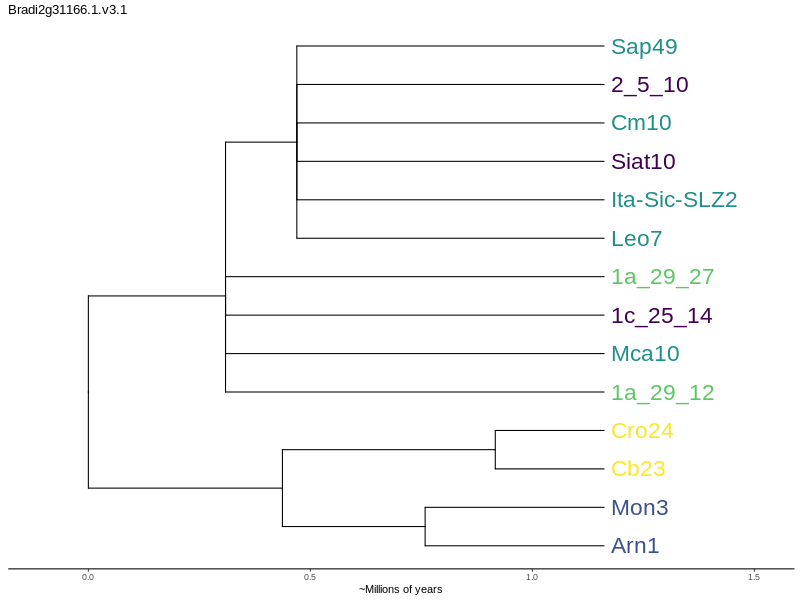 Bradi2g31166.1.v3.1
Sap49
2_5_10
Cm10
Siat10
Ita-Sic-SLZ2
Leo7
1a_29_27
1c_25_14
Mca10
1a_29_12
Cro24
Cb23
Mon3
Arn1
0.0 0.5 1.0 1.5
~Millions of years